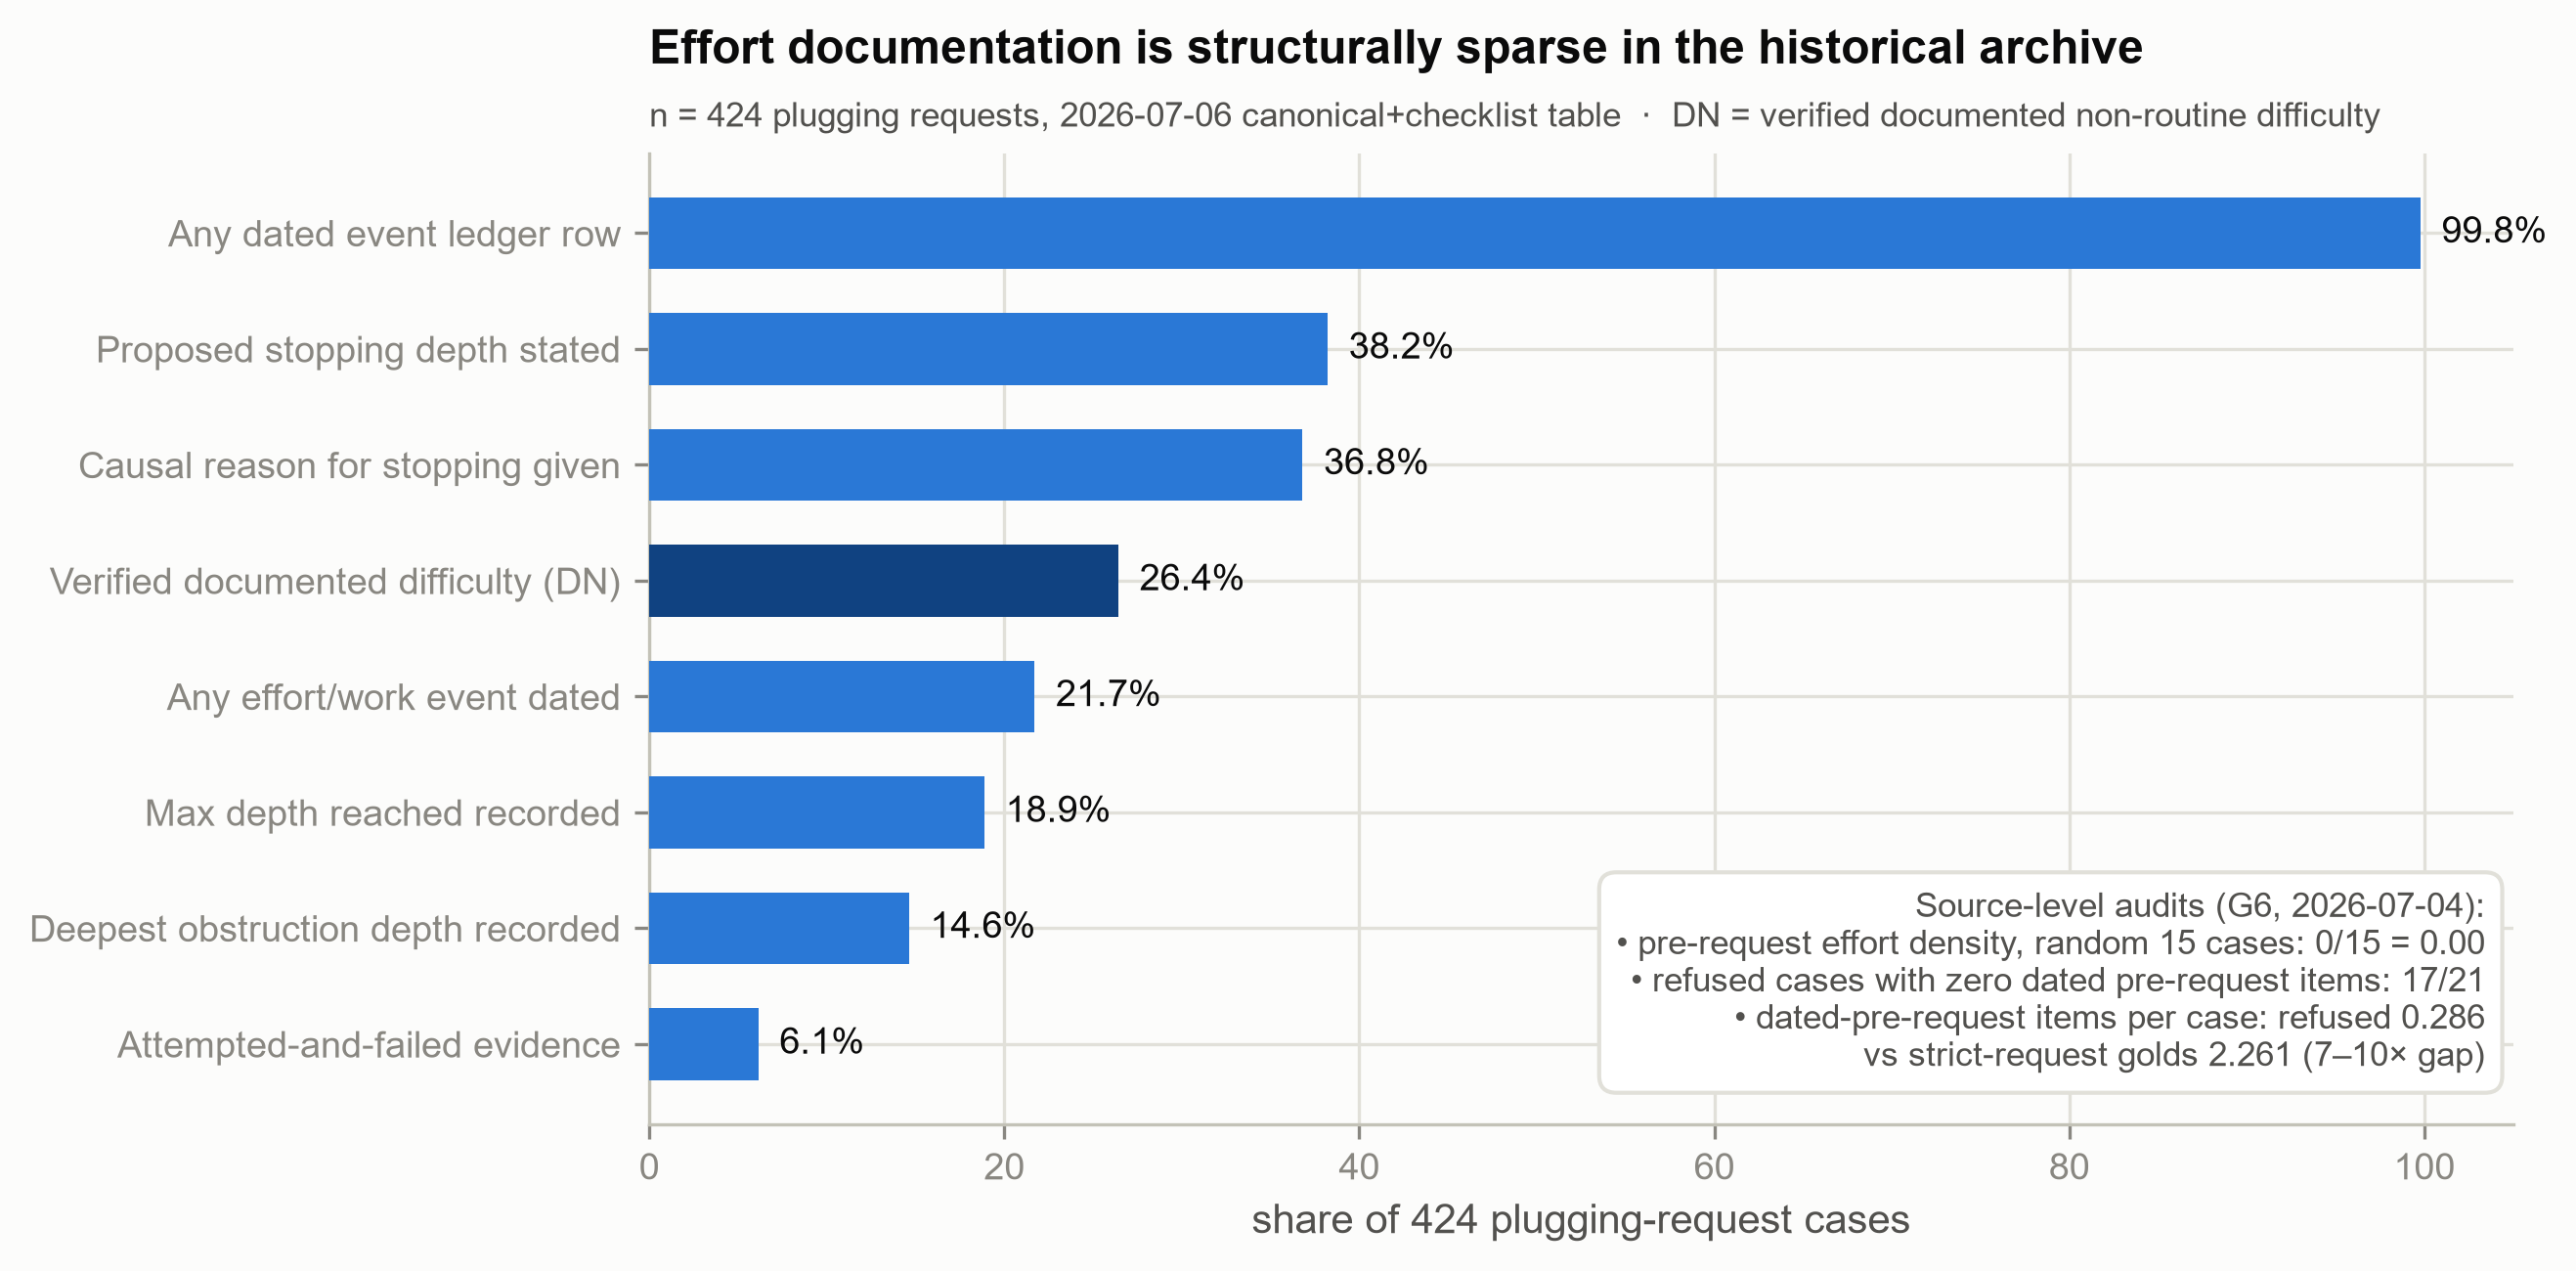 Effort documentation is structurally sparse in the historical archive
n = 424 plugging requests, 2026-07-06 canonical+checklist table · DN = verified documented non-routine difficulty
Any dated event ledger row 99.8%
Proposed stopping depth stated 38.2%
Causal reason for stopping given 36.8%
Verified documented difficulty (DN) 26.4%
Any effort/work event dated 21.7%
Max depth reached recorded 18.9%
Deepest obstruction depth recorded 14.6%
Attempted-and-failed evidence 6.1%
Source-level audits (G6, 2026-07-04):
• pre-request effort density, random 15 cases: 0/15 = 0.00
• refused cases with zero dated pre-request items: 17/21
• dated-pre-request items per case: refused 0.286
vs strict-request golds 2.261 (7–10× gap)
0 20 40 60 80 100
share of 424 plugging-request cases